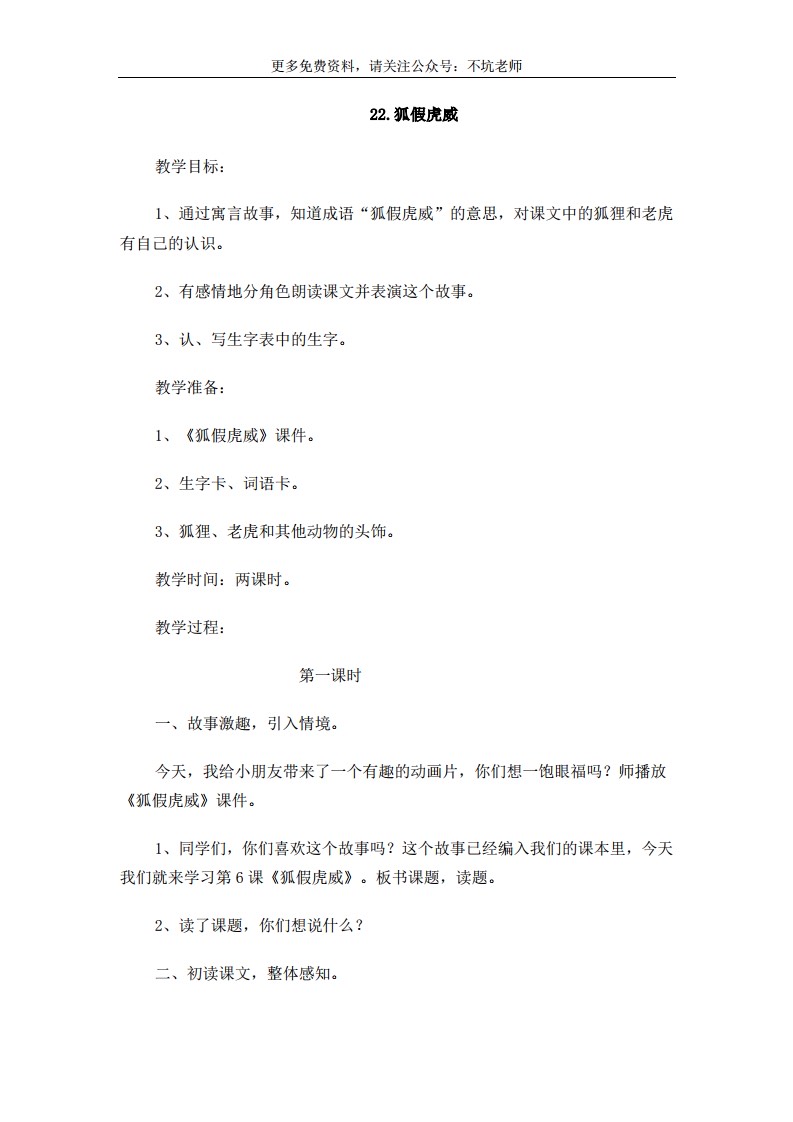 更多免费资料，请关注公众号：不坑老师
22.狐假虎威
教学目标：
1、通过寓言故事，知道成语“狐假虎威”的意思，对课文中的狐狸和老虎
有自己的认识。
2、有感情地分角色朗读课文并表演这个故事。
3、认、写生字表中的生字。
教学准备：
1、《狐假虎威》课件。
2、生字卡、词语卡。
3、狐狸、老虎和其他动物的头饰。
教学时间：两课时。
教学过程：
第一课时
一、故事激趣，引入情境。
今天，我给小朋友带来了一个有趣的动画片，你们想一饱眼福吗？师播放
《狐假虎威》课件。
1、同学们，你们喜欢这个故事吗？这个故事已经编入我们的课本里，今天
我们就来学习第 6 课《狐假虎威》。板书课题，读题。
2、读了课题，你们想说什么？
二、初读课文，整体感知。